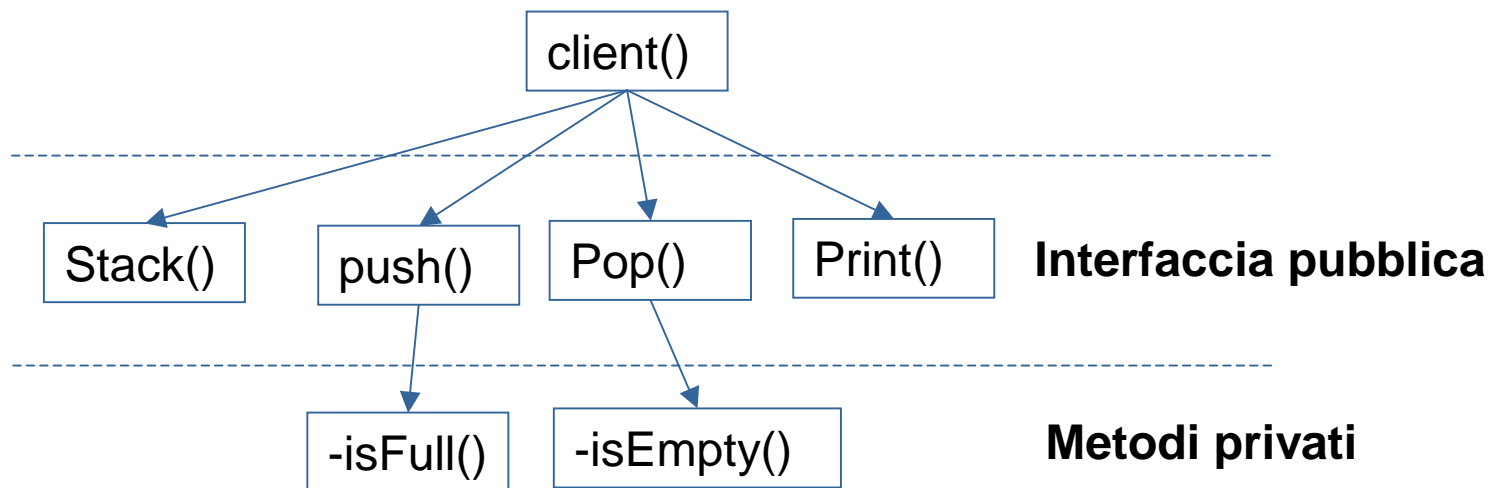 client()
Stack()
push()
Pop()
Print()
Interfaccia pubblica
-isFull()
-isEmpty()
Metodi privati